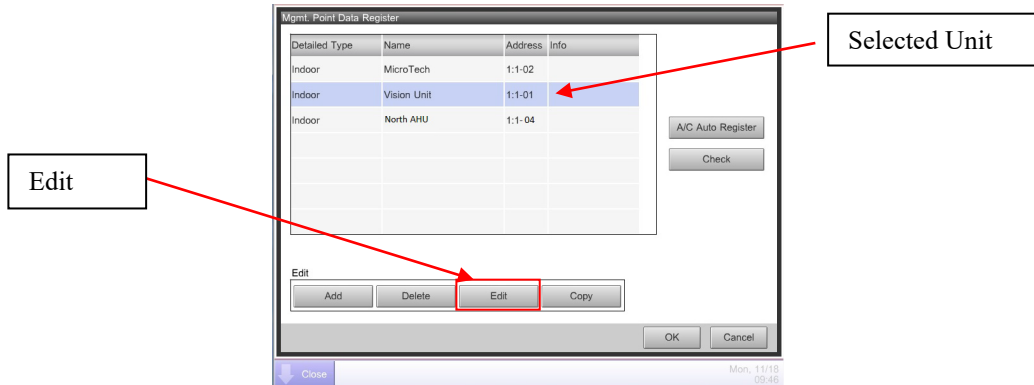 Mgmt. Point Data Register
Detailed Type Name Address Info
Selected Unit
Indoor MicroTech 1:1-02
Indoor Vision Unit 1:1-01
Indoor North AHU 1:1-04
A/C Auto Register
Check
Edit
Edit
Add Delete Edit Copy
OK Cancel
Close
Mon, 11/18
09:46